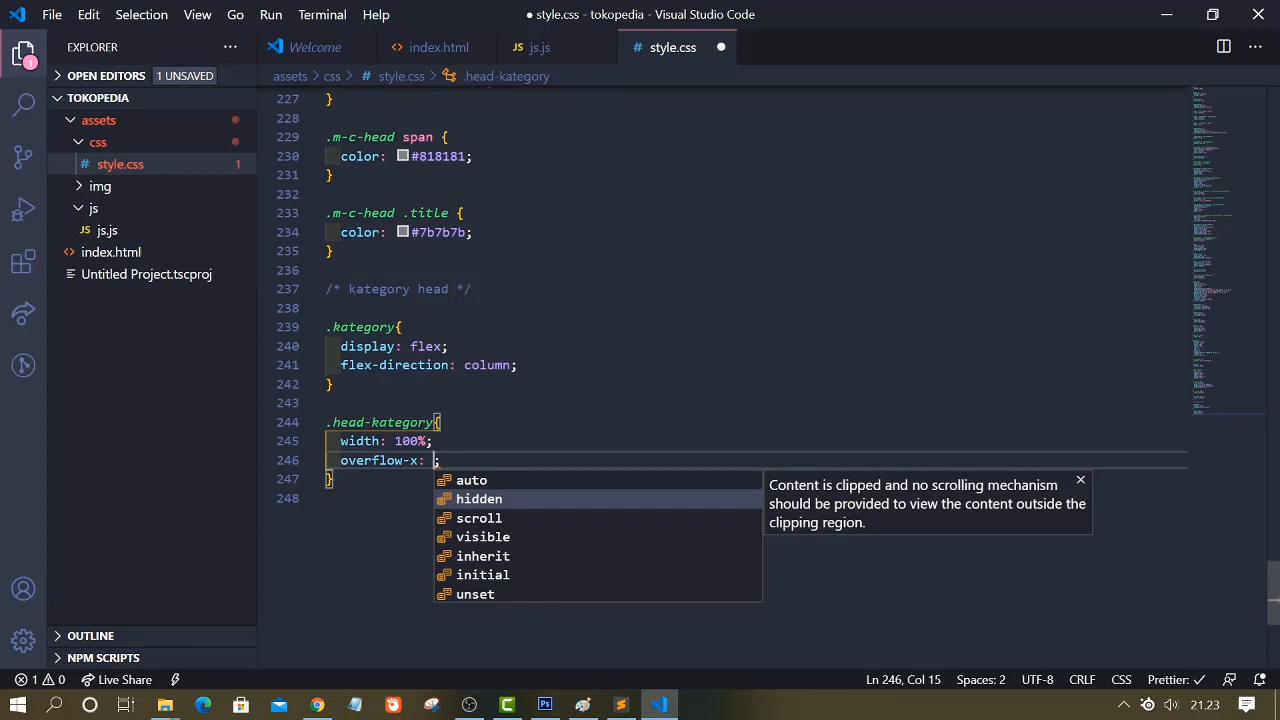 File Edit Selection View Go Run Terminal Help
● style.css - tokopedia - Visual Studio Code
EXPLORER
Welcome
<> index.html
JS js.js
# style.css
OPEN EDITORS 1 UNSAVED
assets > css > # style.css > .head-kategory
TOKOPEDIA
assets
css
# style.css 1
img
js
JS js.js
<> index.html
Untitled Project.tscproj
227 }
228
229 .m-c-head span {
230 color: #818181;
231 }
232
233 .m-c-head .title {
234 color: #7b7b7b;
235 }
236
237 /* kategory head */
238
239 .kategory{
240 display: flex;
241 flex-direction: column;
242 }
243
244 .head-kategory{
245 width: 100%;
246 overflow-x: ;
247 }
248
auto
hidden
scroll
visible
inherit
initial
unset
Content is clipped and no scrolling mechanism
should be provided to view the content outside the
clipping region.
OUTLINE
NPM SCRIPTS
1 0 Live Share
Ln 246, Col 15 Spaces: 2 UTF-8 CRLF CSS Prettier: ✓
21.23